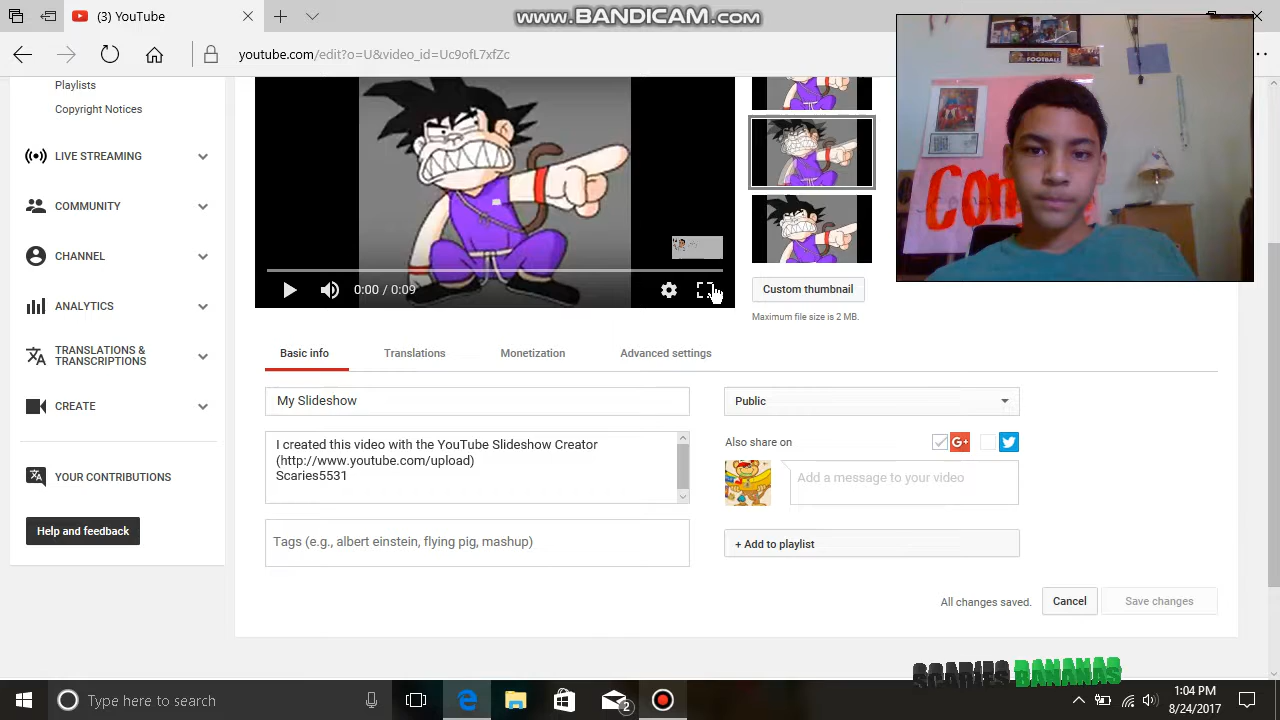 www.BANDICAM.com
(3) YouTube
&video_id=Uc9ofL7xfZc
Playlists
Copyright Notices
LIVE STREAMING
COMMUNITY
CHANNEL
ANALYTICS
TRANSLATIONS &
TRANSCRIPTIONS
CREATE
YOUR CONTRIBUTIONS
Help and feedback
FOOTBALL
0:00 / 0:09
Custom thumbnail
Maximum file size is 2 MB.
Basic info Translations Monetization Advanced settings
My Slideshow
Public
I created this video with the YouTube Slideshow Creator
(http://www.youtube.com/upload)
Scaries5531
Also share on
G+
Add a message to your video
Tags (e.g., albert einstein, flying pig, mashup)
+ Add to playlist
All changes saved. Cancel Save changes
SCARIES BANANAS
Type here to search
2
1:04 PM
8/24/2017